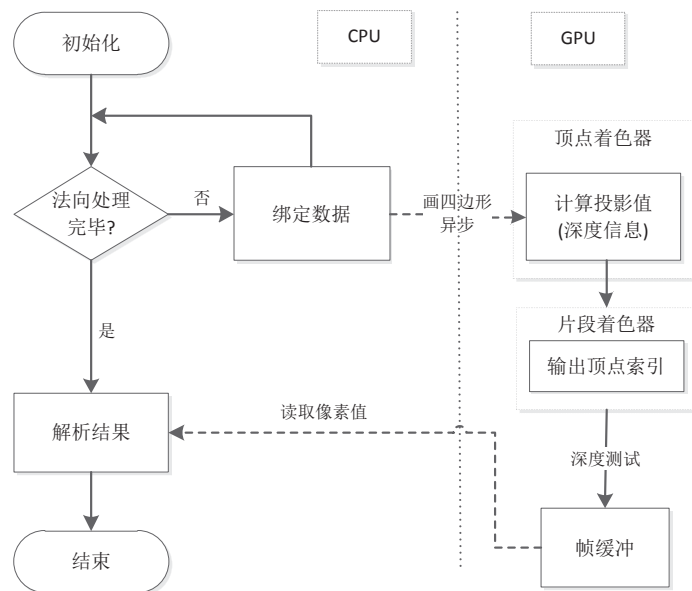 初始化
CPU
GPU
顶点着色器
法向处理
完毕?
否
绑定数据
画四边形
异步
计算投影值
(深度信息)
是
片段着色器
输出顶点索引
解析结果
读取像素值
深度测试
结束
帧缓冲